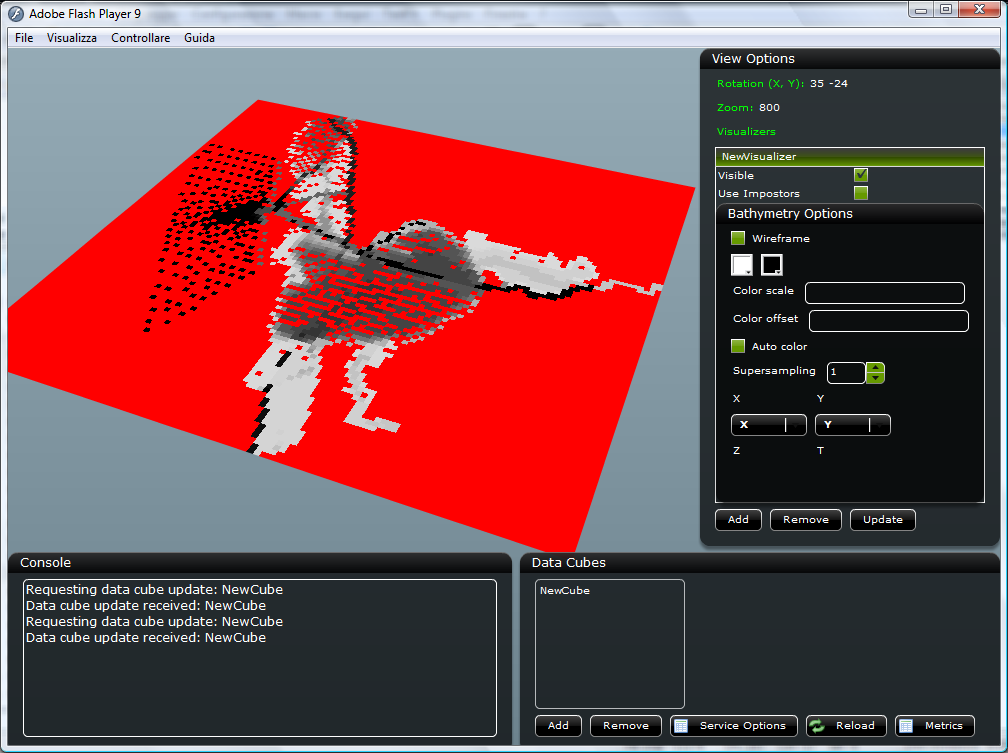 Adobe Flash Player 9
File Visualizza Controllare Guida
View Options
Rotation (X, Y): 35 -24
Zoom: 800
Visualizers
NewVisualizer
Visible
Use Impostors
Bathymetry Options
Wireframe
Color scale
Color offset
Auto color
Supersampling 1
X Y
X Y
Z T
Add Remove Update
Console
Requesting data cube update: NewCube
Data cube update received: NewCube
Requesting data cube update: NewCube
Data cube update received: NewCube
Data Cubes
NewCube
Add Remove Service Options Reload Metrics